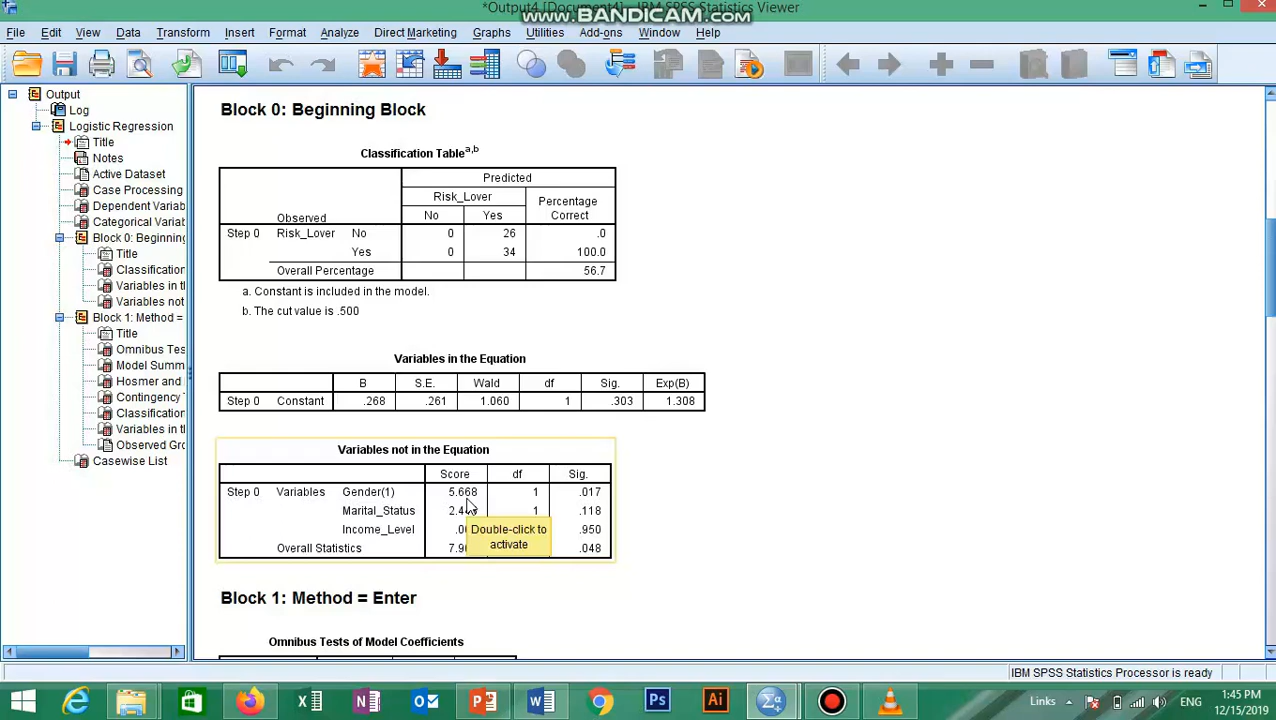 *Output4 [Document4] - IBM SPSS Statistics Viewer
www.BANDICAM.com
File Edit View Data Transform Insert Format Analyze Direct Marketing Graphs Utilities Add-ons Window Help
Output
Log
Logistic Regression
Title
Notes
Active Dataset
Case Processing
Dependent Variab
Categorical Variab
Block 0: Beginning
Title
Classification
Variables in t
Variables not
Block 1: Method =
Title
Omnibus Tes
Model Summ
Hosmer and
Contingency
Classification
Variables in t
Observed Gro
Casewise List
Block 0: Beginning Block
Classification Table a,b
Predicted
Risk_Lover Percentage Correct
Observed No Yes
Step 0 Risk_Lover No 0 26 .0
Yes 0 34 100.0
Overall Percentage 56.7
a. Constant is included in the model.
b. The cut value is .500
Variables in the Equation
B S.E. Wald df Sig. Exp(B)
Step 0 Constant .268 .261 1.060 1 .303 1.308
Variables not in the Equation
Score df Sig.
Step 0 Variables Gender(1) 5.668 1 .017
Marital_Status 2.4 1 .118
Income_Level .950
Overall Statistics 7.9 .048
Double-click to
activate
Block 1: Method = Enter
Omnibus Tests of Model Coefficients
IBM SPSS Statistics Processor is ready
Links ENG 1:45 PM
12/15/2019